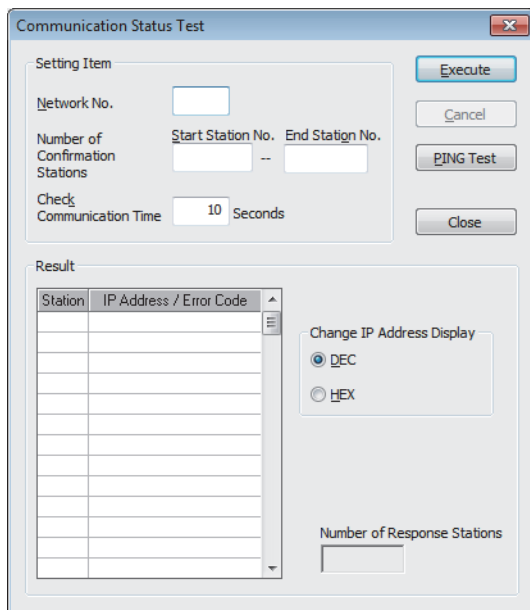 Communication Status Test
Setting Item
Network No.
Number of Confirmation Stations
Start Station No.
End Station No.
--
Check Communication Time
10 Seconds
Execute
Cancel
PING Test
Close
Result
Station IP Address / Error Code
Change IP Address Display
DEC
HEX
Number of Response Stations